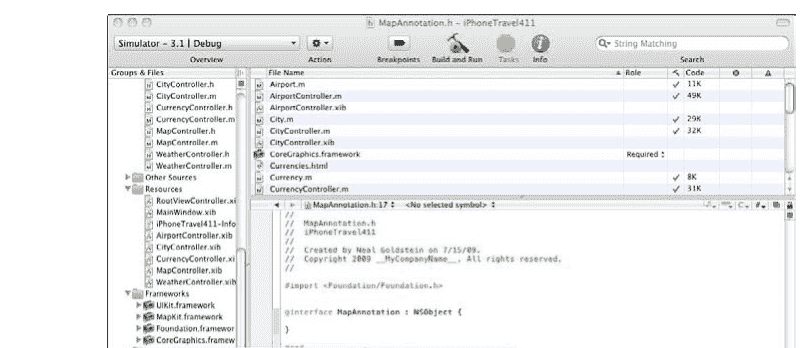 MapAnnotation.h - iPhoneTravel411
Simulator - 3.1 | Debug
String Matching
Overview Action Breakpoints Build and Run Tasks Info Search
Groups & Files
CityController.h
CityController.m
CurrencyController.h
CurrencyController.m
MapController.h
MapController.m
WeatherController.h
WeatherController.m
Other Sources
Resources
RootViewController.xi
MainWindow.xib
iPhoneTravel411-Info
AirportController.xib
CityController.xib
CurrencyController.xi
MapController.xib
WeatherController.xib
Frameworks
UIKit.framework
MapKit.framework
Foundation.framewor
CoreGraphics.framew
File Name Role Code
Airport.m 11K
AirportController.m 49K
AirportController.xib
City.m 29K
CityController.m 32K
CityController.xib
CoreGraphics.framework Required
Currencies.html
Currency.m 8K
CurrencyController.m 31K
MapAnnotation.h:17 <No selected symbol>
//
// MapAnnotation.h
// iPhoneTravel411
//
// Created by Neal Goldstein on 7/15/09.
// Copyright 2009 __MyCompanyName__. All rights reserved.
//
#import <Foundation/Foundation.h>
@interface MapAnnotation : NSObject {
}